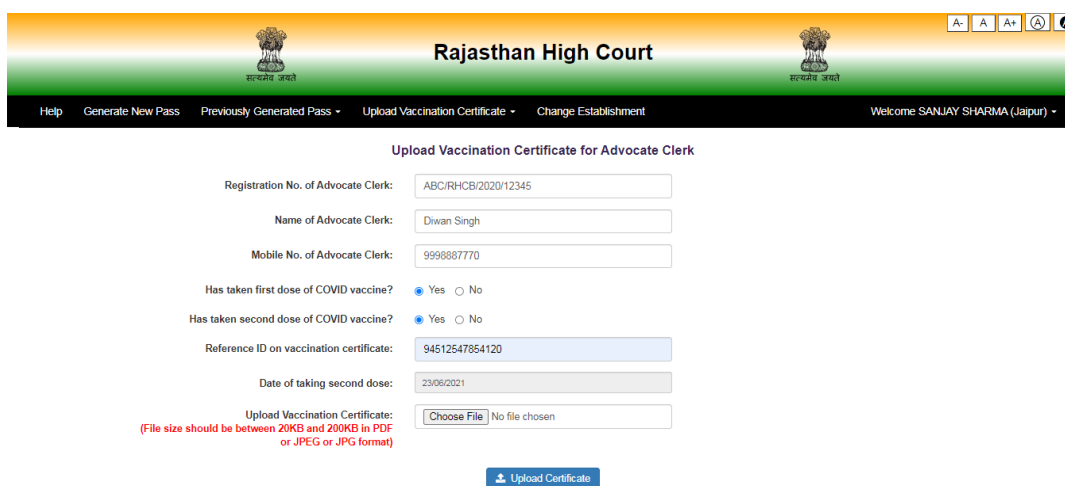 A- A A+ A
Rajasthan High Court
सत्यमेव जयते सत्यमेव जयते
Help Generate New Pass Previously Generated Pass Upload Vaccination Certificate Change Establishment Welcome SANJAY SHARMA (Jaipur)
Upload Vaccination Certificate for Advocate Clerk
Registration No. of Advocate Clerk: ABC/RHCB/2020/12345
Name of Advocate Clerk: Diwan Singh
Mobile No. of Advocate Clerk: 9998887770
Has taken first dose of COVID vaccine? Yes No
Has taken second dose of COVID vaccine? Yes No
Reference ID on vaccination certificate: 94512547854120
Date of taking second dose: 23/06/2021
Upload Vaccination Certificate: Choose File No file chosen
(File size should be between 20KB and 200KB in PDF
or JPEG or JPG format)
Upload Certificate